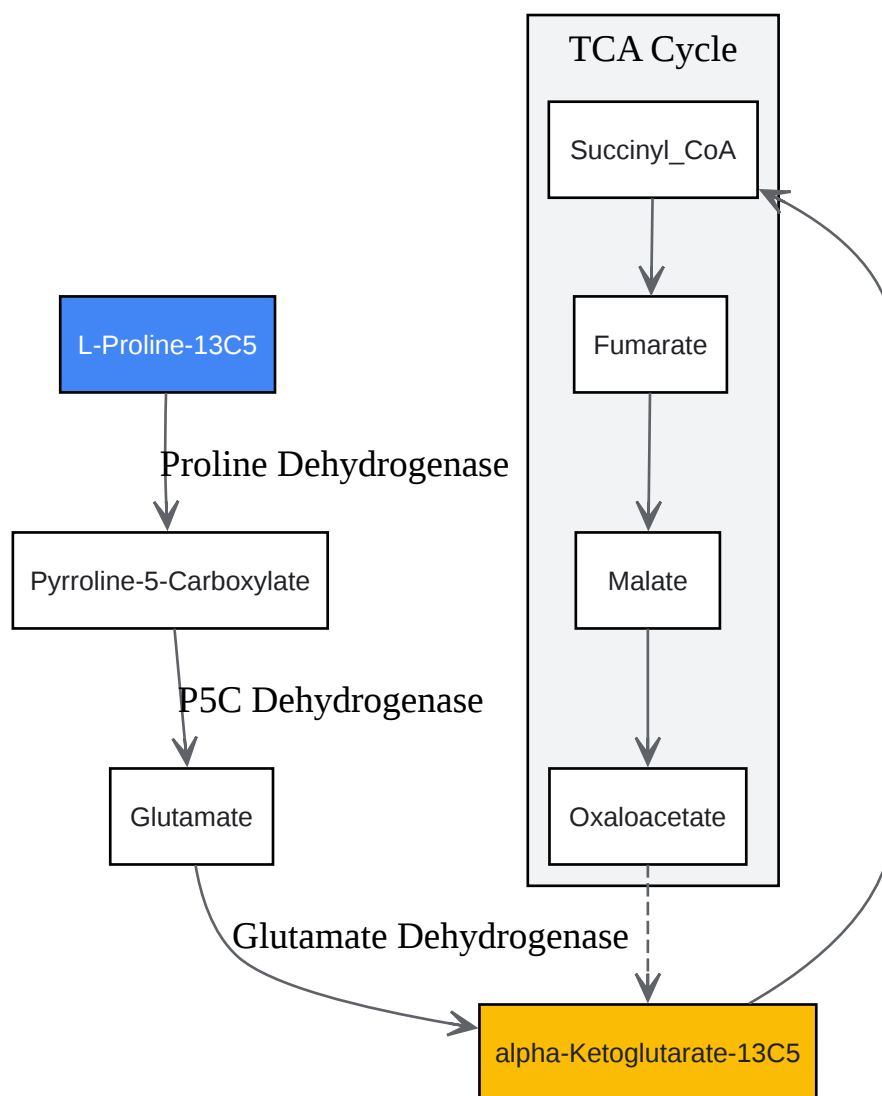 TCA Cycle
Succinyl_CoA
L-Proline-13C5
Fumarate
Proline Dehydrogenase
Pyrroline-5-Carboxylate
Malate
P5C Dehydrogenase
Glutamate
Oxaloacetate
Glutamate Dehydrogenase
alpha-Ketoglutarate-13C5